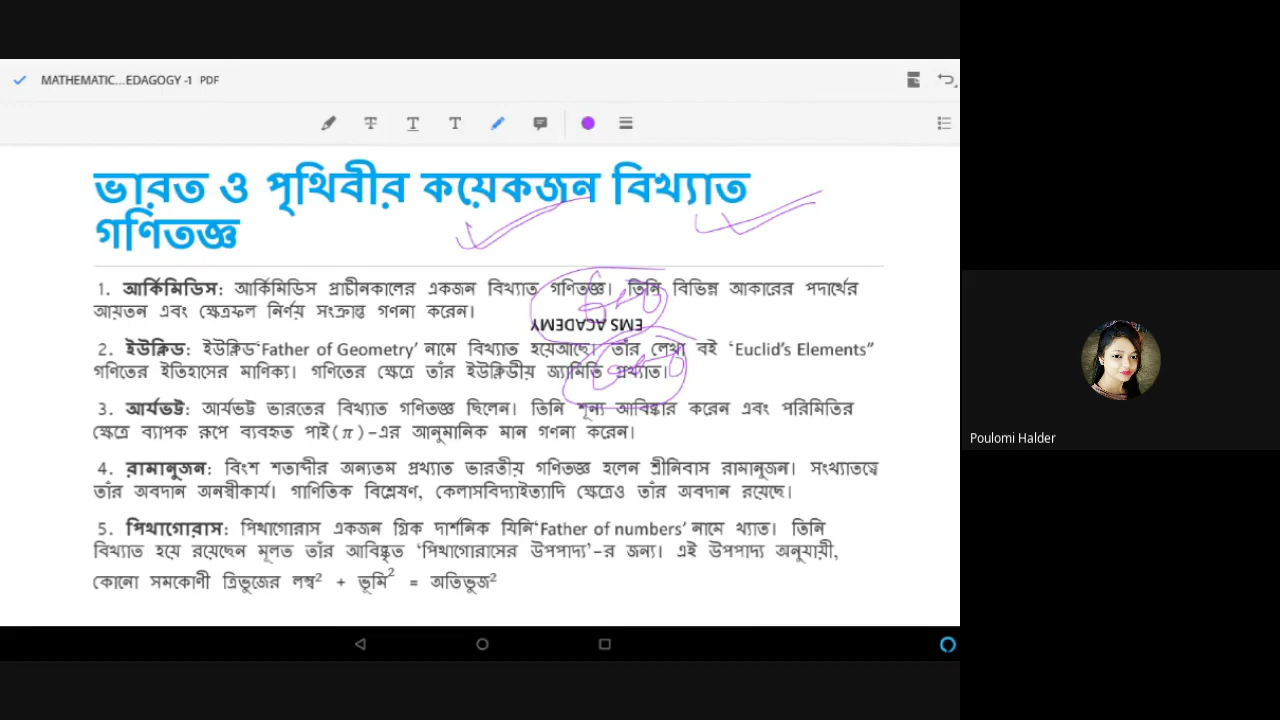 MATHEMATIC...EDAGOGY -1 PDF
ভারত ও পৃথিবীর কয়েকজন বিখ্যাত
গণিতজ্ঞ
1. আর্কিমিডিস: আর্কিমিডিস প্রাচীনকালের একজন বিখ্যাত গণিতজ্ঞ। তিনি বিভিন্ন আকারের পদার্থের
আয়তন এবং ক্ষেত্রফল নির্ণয় সংক্রান্ত গণনা করেন।
EMS ACADEMY
2. ইউক্লিড: ইউক্লিড‘Father of Geometry’ নামে বিখ্যাত হয়েআছে। তাঁর লেখা বই ‘Euclid’s Elements”
গণিতের ইতিহাসের মাণিক্য। গণিতের ক্ষেত্রে তাঁর ইউক্লিডীয় জ্যামিতি প্রখ্যাত।
3. আর্যভট্ট: আর্যভট্ট ভারতের বিখ্যাত গণিতজ্ঞ ছিলেন। তিনি শূন্য আবিষ্কার করেন এবং পরিমিতির
ক্ষেত্রে ব্যাপক রূপে ব্যবহৃত পাই(π)-এর আনুমানিক মান গণনা করেন।
4. রামানুজন: বিংশ শতাব্দীর অন্যতম প্রখ্যাত ভারতীয় গণিতজ্ঞ হলেন শ্রীনিবাস রামানূজন। সংখ্যাতত্বে
তাঁর অবদান অনস্বীকার্য। গাণিতিক বিশ্লেষণ, কেলাসবিদ্যাইত্যাদি ক্ষেত্রেও তাঁর অবদান রয়েছে।
5. পিথাগোরাস: পিথাগোরাস একজন গ্রিক দার্শনিক যিনি‘Father of numbers’ নামে খ্যাত। তিনি
বিখ্যাত হয়ে রয়েছেন মূলত তাঁর আবিষ্কৃত ‘পিথাগোরাসের উপপাদ্য’-র জন্য। এই উপপাদ্য অনুযায়ী,
কোনো সমকোণী ত্রিভুজের লম্ব² + ভূমি² = অতিভুজ²
Poulomi Halder